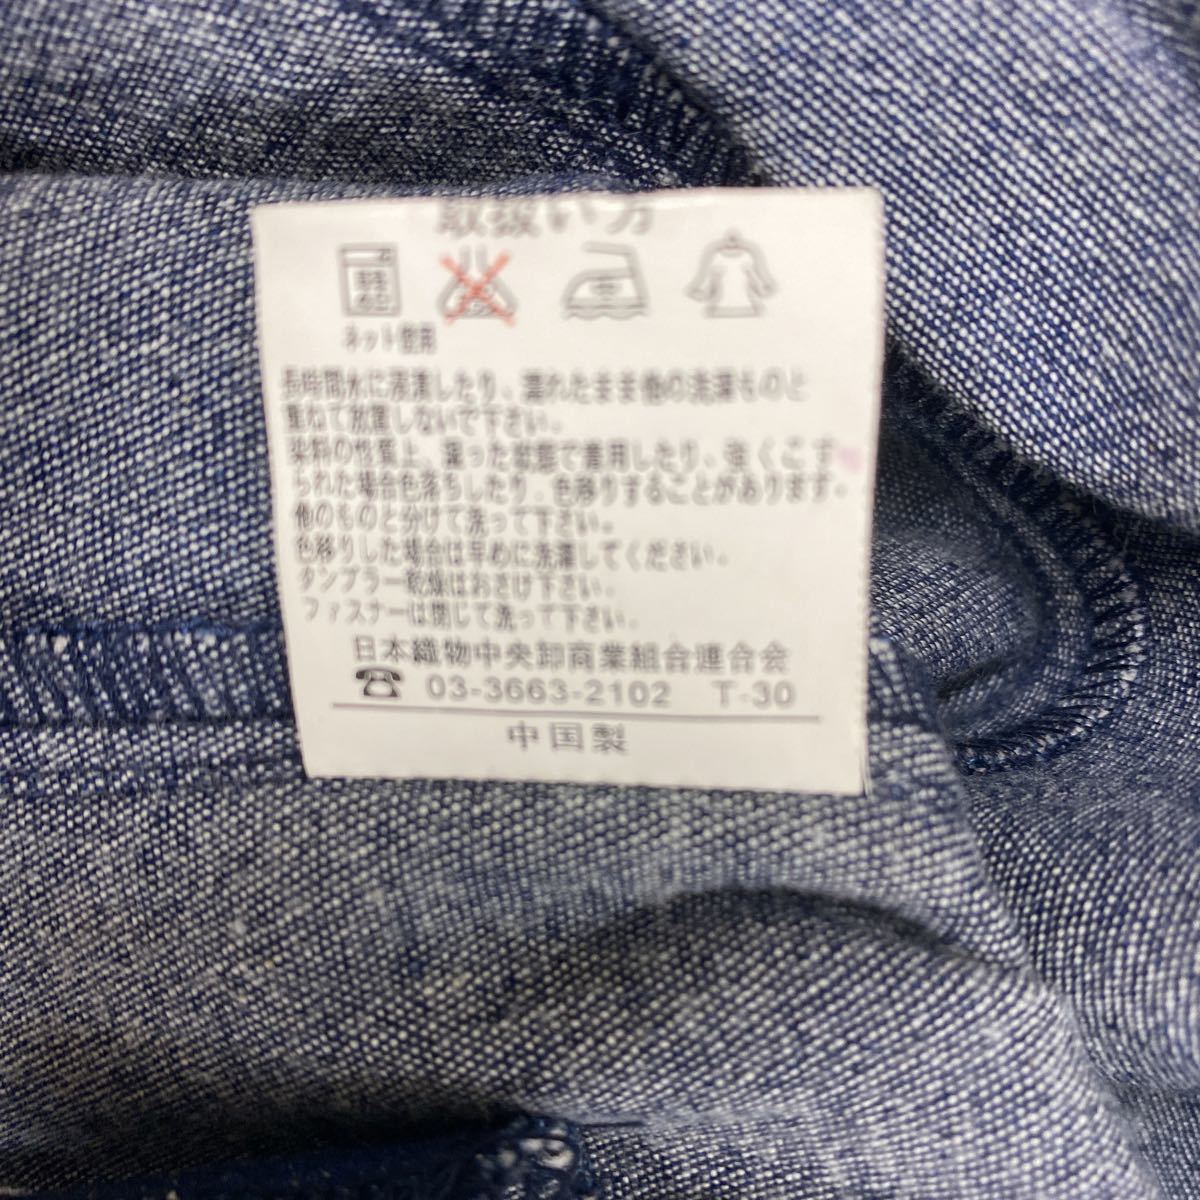 取扱い方
ネット使用
長時間水に浸漬したり、濡れたまま他の洗濯ものと
重ねて放置しないで下さい。
染料の性質上、湿った状態で着用したり、強くこす
られた場合色落ちしたり、色移りすることがあります。
他のものと分けて洗って下さい。
色移りした場合は早めに洗濯してください。
タンブラー乾燥はおさけ下さい。
ファスナーは閉じて洗って下さい。
日本織物中央卸商業組合連合会
☎ 03-3663-2102 T-30
中国製